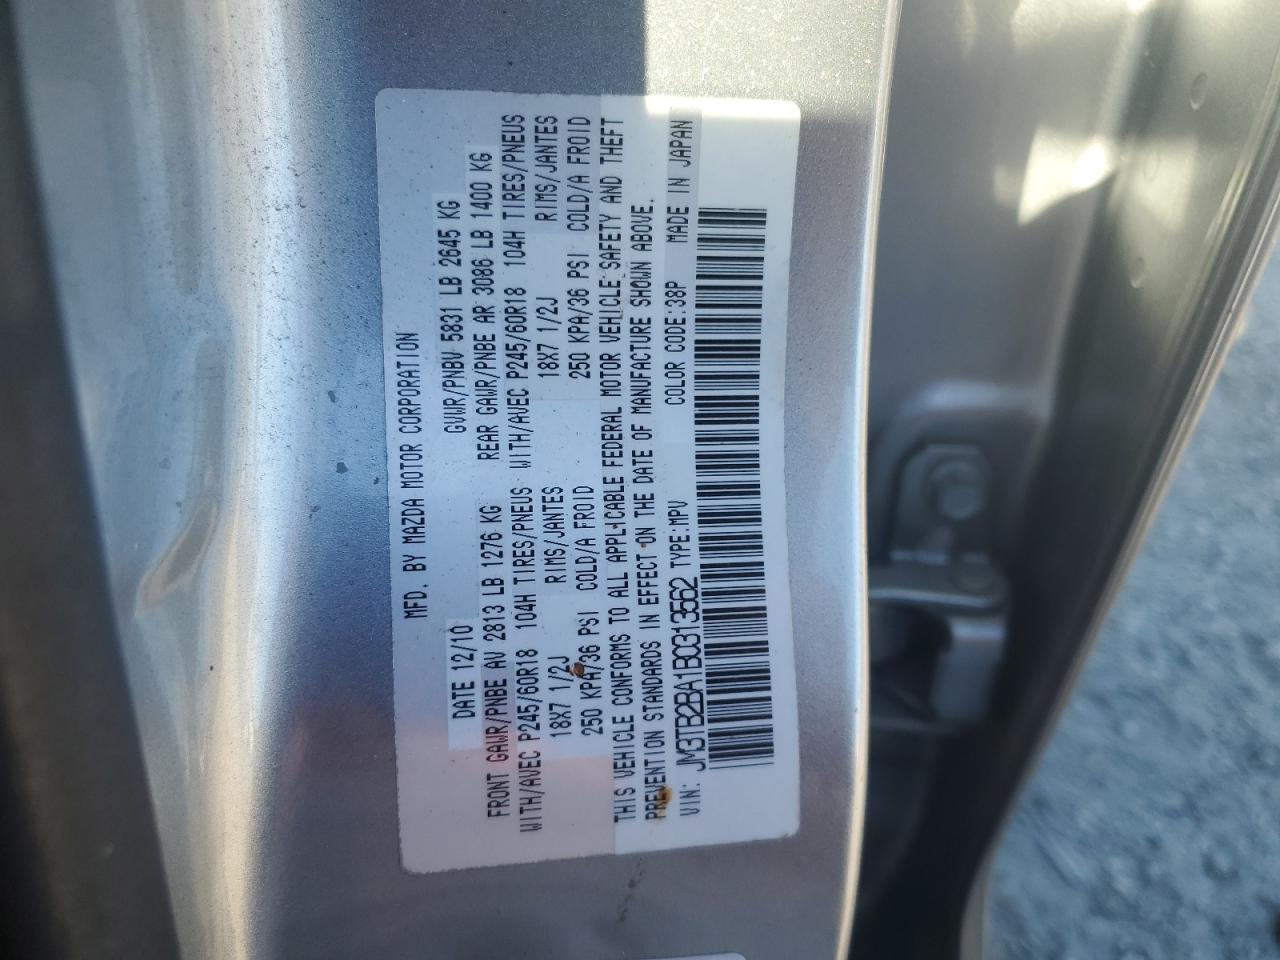 MFD. BY MAZDA MOTOR CORPORATION
DATE 12/10 GVWR/PNBV 5831 LB 2645 KG
FRONT GAWR/PNBE AV 2813 LB 1276 KG REAR GAWR/PNBE AR 3086 LB 1400 KG
WITH/AVEC P245/60R18 104H TIRES/PNEUS WITH/AVEC P245/60R18 104H TIRES/PNEUS
18X7 1/2J RIMS/JANTES 18X7 1/2J RIMS/JANTES
250 KPA/36 PSI COLD/A FROID 250 KPA/36 PSI COLD/A FROID
THIS VEHICLE CONFORMS TO ALL APPLICABLE FEDERAL MOTOR VEHICLE SAFETY AND THEFT
PREVENTION STANDARDS IN EFFECT ON THE DATE OF MANUFACTURE SHOWN ABOVE.
VIN: JM3TB2BA1B0313562 TYPE:MPV COLOR CODE:38P MADE IN JAPAN